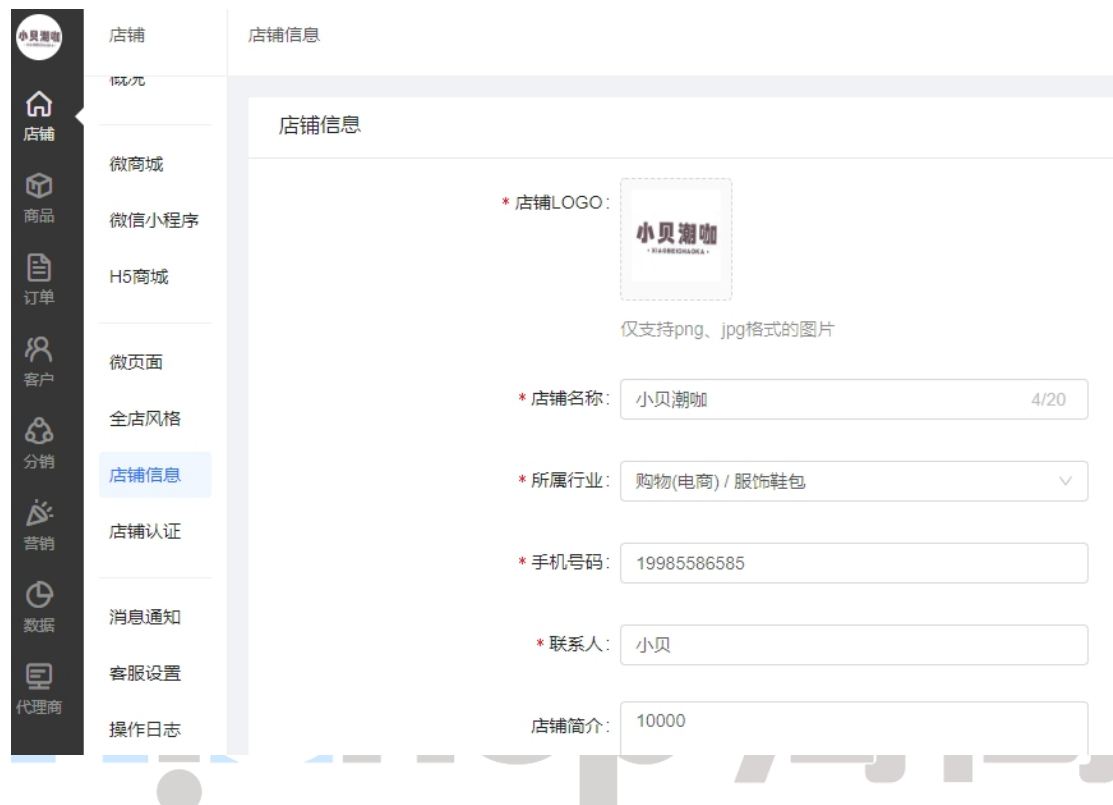 小贝潮咖
店铺
商品
订单
客户
分销
营销
数据
代理商
店铺
概况
微商城
微信小程序
H5商城
微页面
全店风格
店铺信息
店铺认证
消息通知
客服设置
操作日志
店铺信息
店铺信息
* 店铺LOGO:
小贝潮咖
· XIAOBEICHAOKA ·
仅支持png、jpg格式的图片
* 店铺名称: 小贝潮咖 4/20
* 所属行业: 购物(电商) / 服饰鞋包
* 手机号码: 19985586585
* 联系人: 小贝
店铺简介: 10000